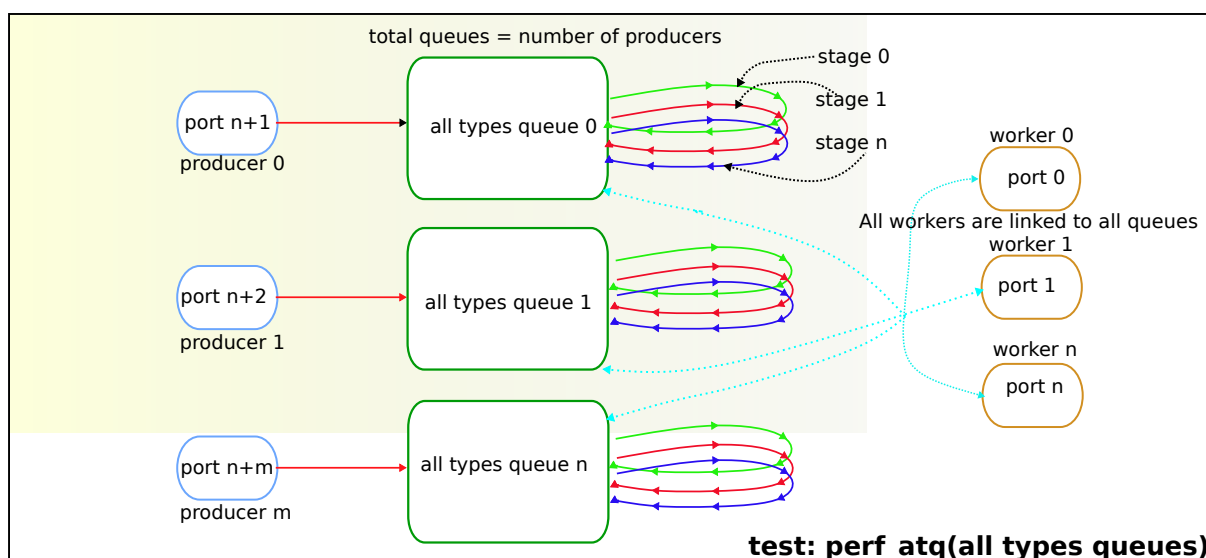 total queues = number of producers
stage 0
stage 1
stage n
port n+1
producer 0
all types queue 0
worker 0
port 0
All workers are linked to all queues
worker 1
port 1
port n+2
producer 1
all types queue 1
worker n
port n
port n+m
producer m
all types queue n
test: perf_atq(all types queues)